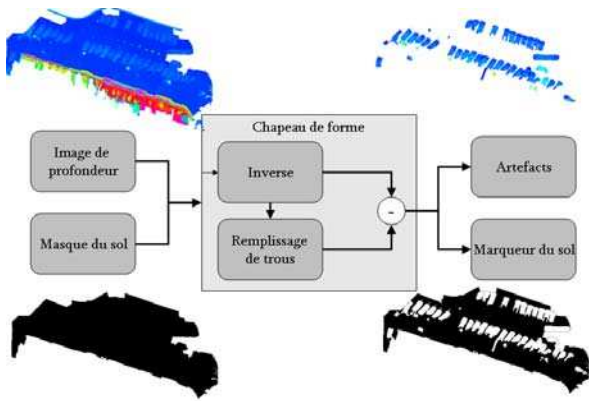 Chapeau de forme
Image de
profondeur
Inverse
Artefacts
Masque du sol
Remplissage
de trous
-
Marqueur du sol